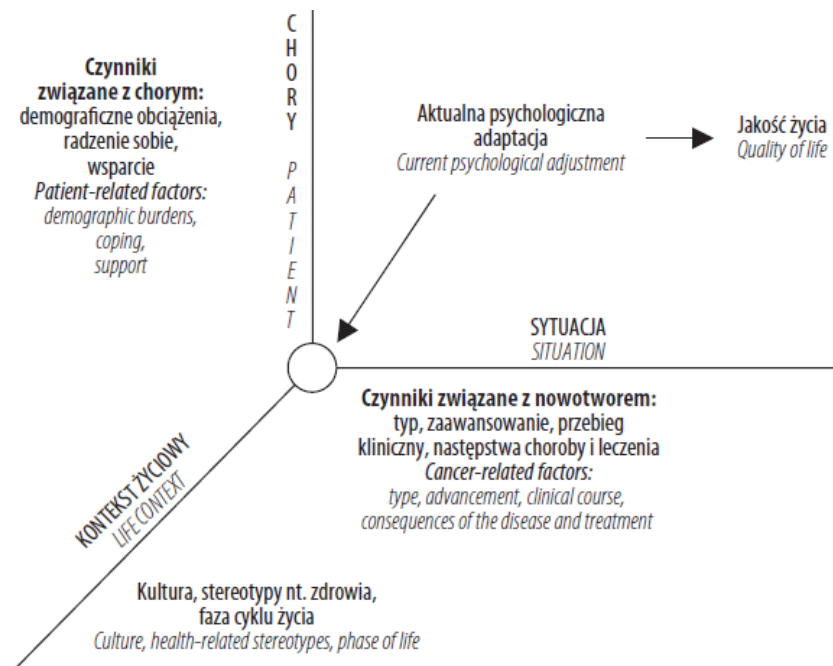 CHORY PATIENT
Czynniki
związane z chorym:
demograficzne obciążenia,
radzenie sobie,
wsparcie
Patient-related factors:
demographic burdens,
coping,
support
Aktualna psychologiczna
adaptacja
Current psychological adjustment
Jakość życia
Quality of life
SYTUACJA
SITUATION
Czynniki związane z nowotworem:
typ, zaawansowanie, przebieg
kliniczny, następstwa choroby i leczenia
Cancer-related factors:
type, advancement, clinical course,
consequences of the disease and treatment
KONTEKST ŻYCIOWY
LIFE CONTEXT
Kultura, stereotypy nt. zdrowia,
faza cyklu życia
Culture, health-related stereotypes, phase of life